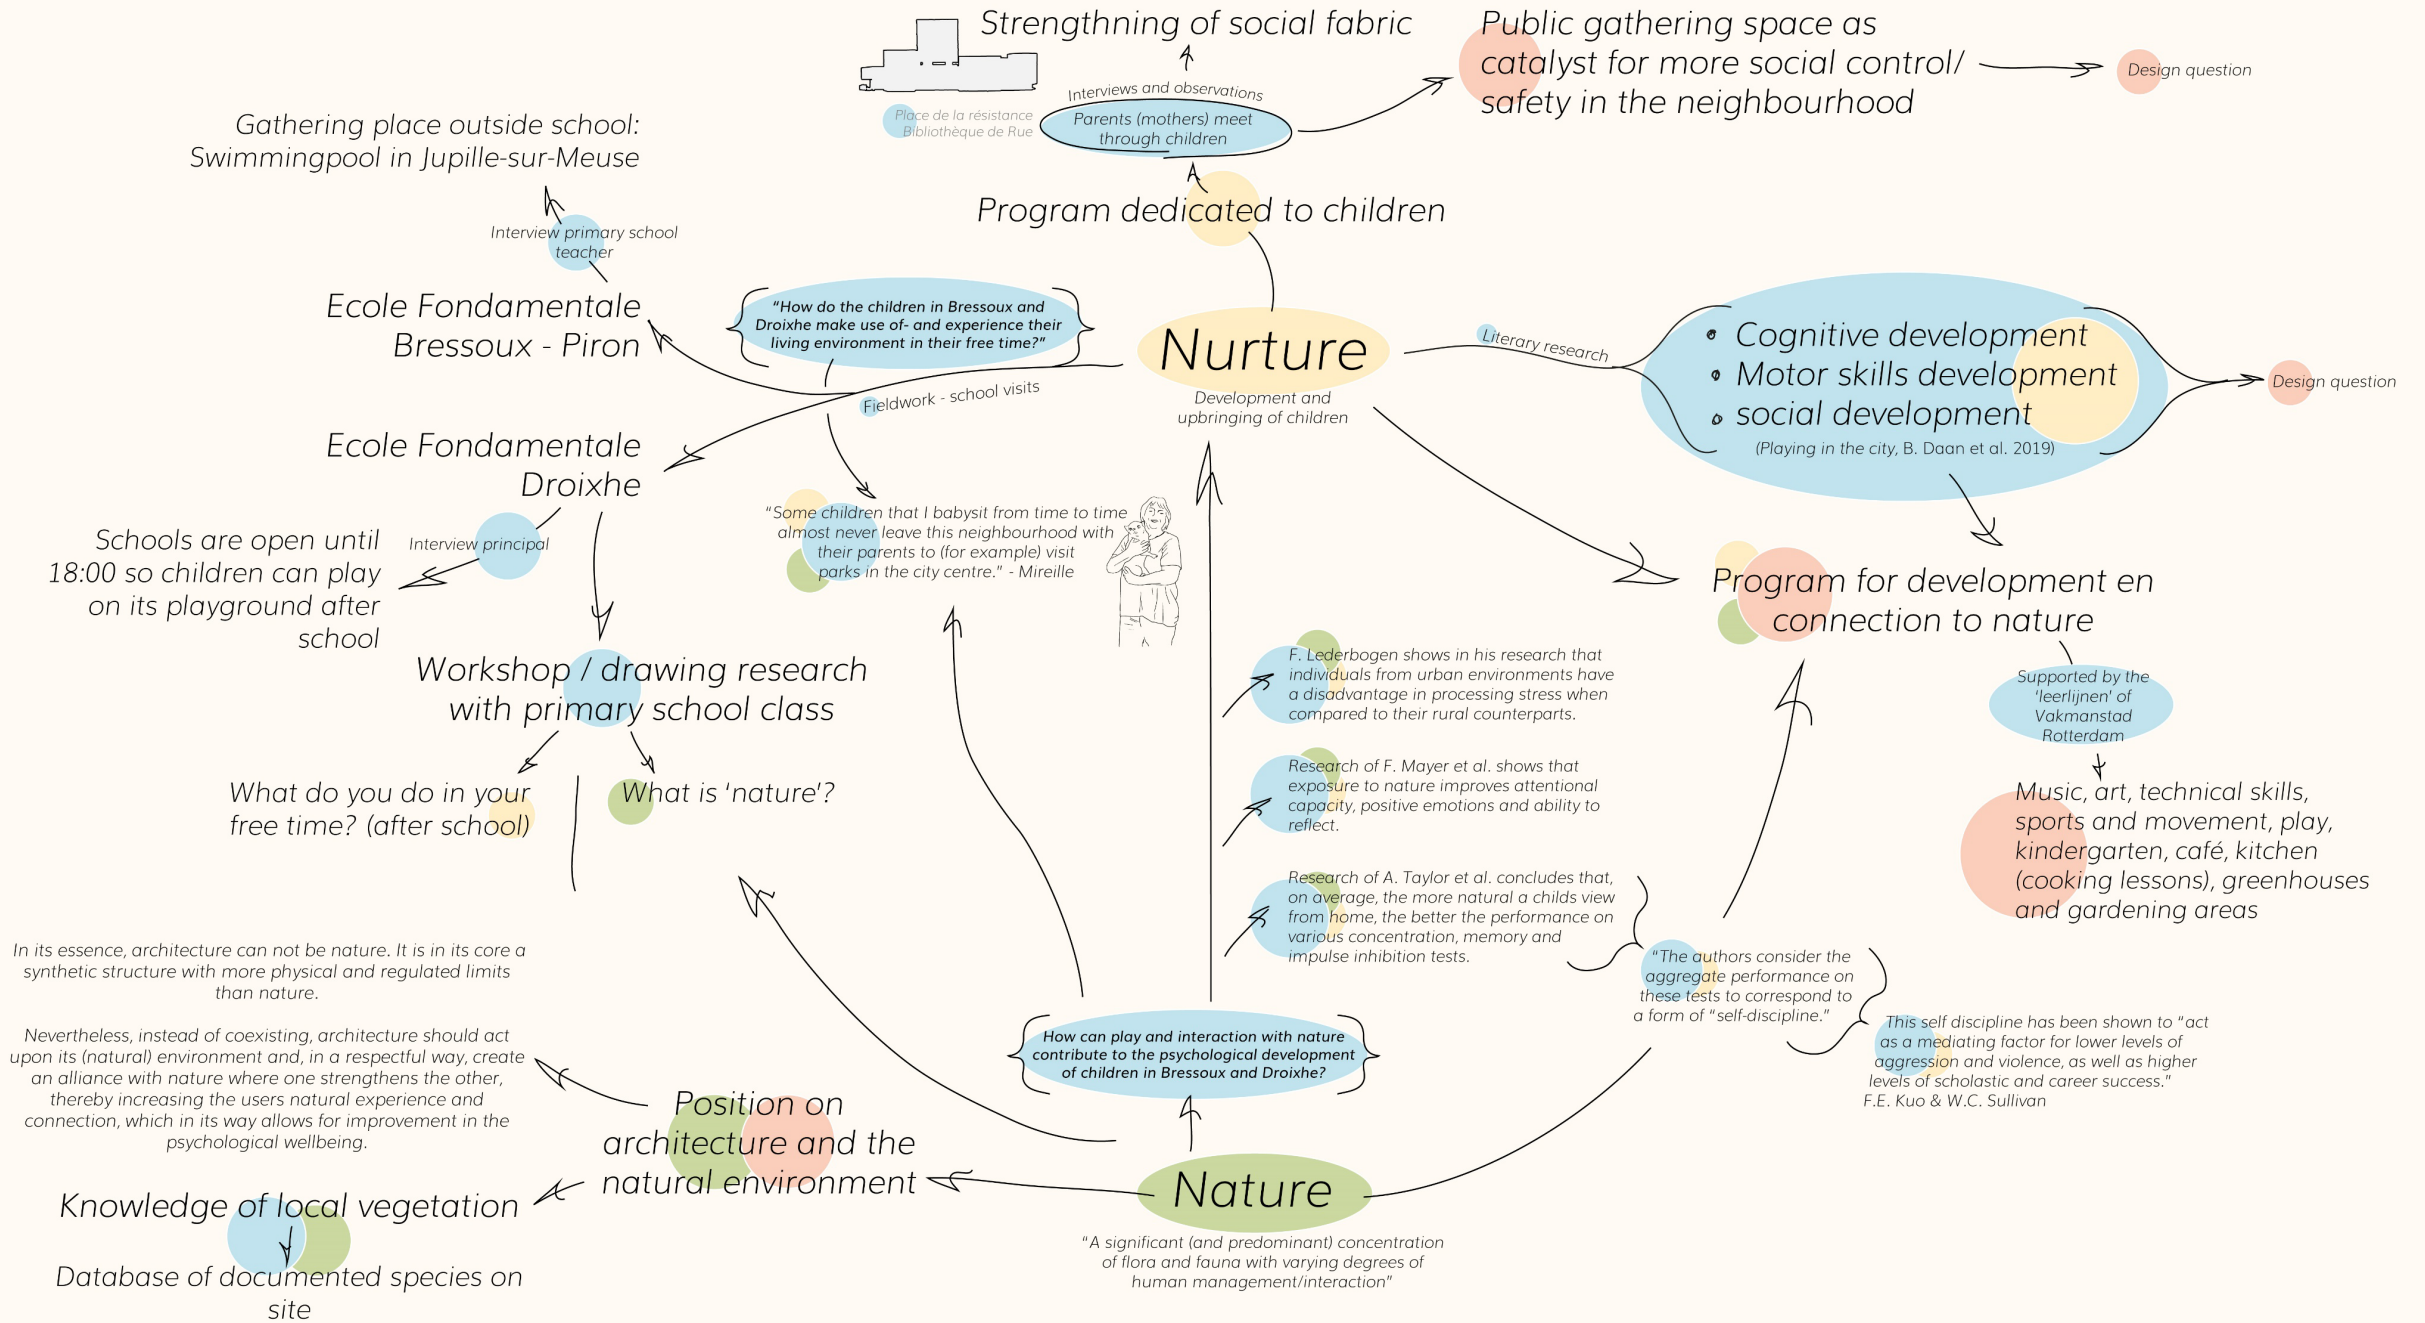 Strengthning of social fabric
Public gathering space as
catalyst for more social control/
safety in the neighbourhood
Design question
Interviews and observations
Parents (mothers) meet
through children
Place de la résistance
Bibliothèque de Rue
Program dedicated to children
Gathering place outside school:
Swimmingpool in Jupille-sur-Meuse
Interview primary school
teacher
Ecole Fondamentale
Bressoux - Piron
"How do the children in Bressoux and
Droixhe make use of- and experience their
living environment in their free time?"
Nurture
Development and
upbringing of children
Literary research
Cognitive development
Motor skills development
social development
(Playing in the city, B. Daan et al. 2019)
Design question
Fieldwork - school visits
Ecole Fondamentale
Droixhe
Interview principal
Schools are open until
18:00 so children can play
on its playground after
school
"Some children that I babysit from time to time
almost never leave this neighbourhood with
their parents to (for example) visit
parks in the city centre." - Mireille
Program for development en
connection to nature
Supported by the
'leerlijnen' of
Vakmanstad
Rotterdam
Music, art, technical skills,
sports and movement, play,
kindergarten, café, kitchen
(cooking lessons), greenhouses
and gardening areas
Workshop / drawing research
with primary school class
What do you do in your
free time? (after school)
What is 'nature'?
F. Lederbogen shows in his research that
individuals from urban environments have
a disadvantage in processing stress when
compared to their rural counterparts.
Research of F. Mayer et al. shows that
exposure to nature improves attentional
capacity, positive emotions and ability to
reflect.
Research of A. Taylor et al. concludes that,
on average, the more natural a childs view
from home, the better the performance on
various concentration, memory and
impulse inhibition tests.
"The authors consider the
aggregate performance on
these tests to correspond to
a form of "self-discipline."
This self discipline has been shown to "act
as a mediating factor for lower levels of
aggression and violence, as well as higher
levels of scholastic and career success."
F.E. Kuo & W.C. Sullivan
In its essence, architecture can not be nature. It is in its core a
synthetic structure with more physical and regulated limits
than nature.
Nevertheless, instead of coexisting, architecture should act
upon its (natural) environment and, in a respectful way, create
an alliance with nature where one strengthens the other,
thereby increasing the users natural experience and
connection, which in its way allows for improvement in the
psychological wellbeing.
How can play and interaction with nature
contribute to the psychological development
of children in Bressoux and Droixhe?
Position on
architecture and the
natural environment
Nature
"A significant (and predominant) concentration
of flora and fauna with varying degrees of
human management/interaction"
Knowledge of local vegetation
Database of documented species on
site